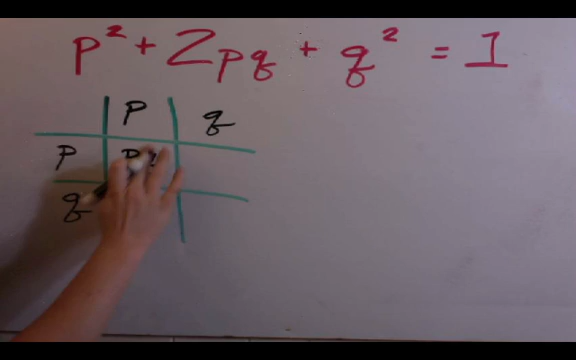 p² + 2pq + q² = 1
P q
P P
q